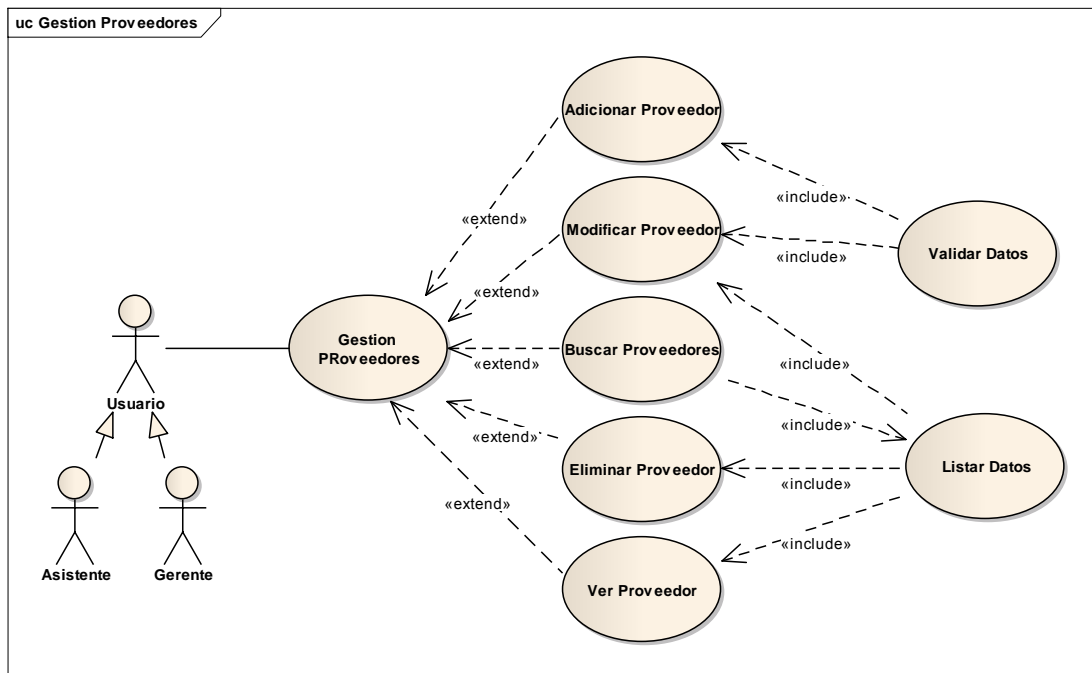 uc Gestion Proveedores
Adicionar Proveedor
«extend»
«include»
Modificar Proveedor
«extend»
«include»
Validar Datos
Gestion
PRoveedores
Buscar Proveedores
«extend»
«include»
Usuario
«include»
Eliminar Proveedor
«extend»
«include»
Listar Datos
«extend»
«include»
Ver Proveedor
Asistente
Gerente